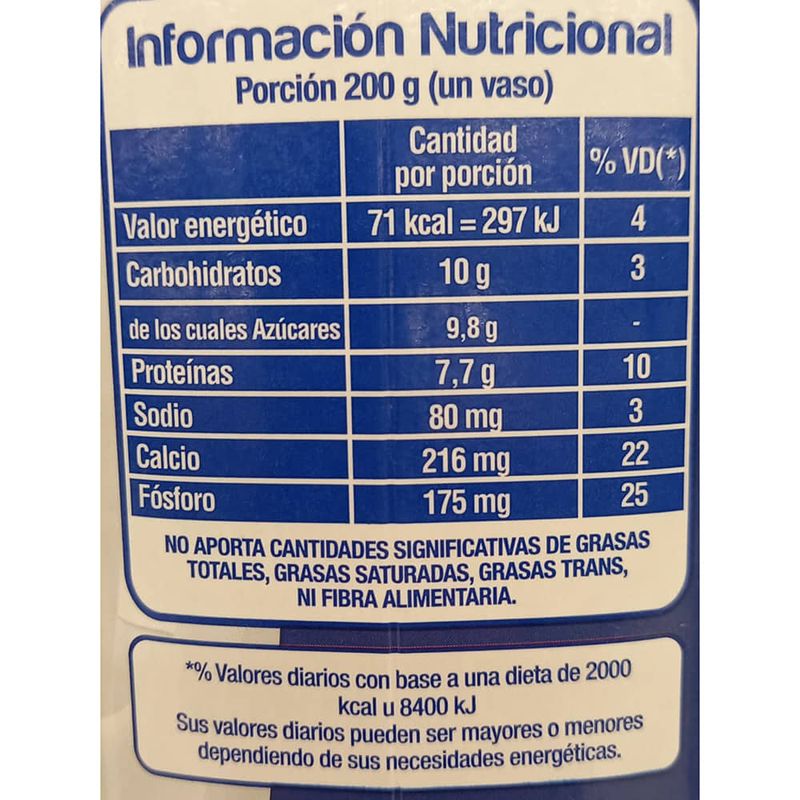 Información Nutricional
Porción 200 g (un vaso)
Cantidad por porción % VD(*)
Valor energético 71 kcal = 297 kJ 4
Carbohidratos 10 g 3
de los cuales Azúcares 9,8 g -
Proteínas 7,7 g 10
Sodio 80 mg 3
Calcio 216 mg 22
Fósforo 175 mg 25
NO APORTA CANTIDADES SIGNIFICATIVAS DE GRASAS
TOTALES, GRASAS SATURADAS, GRASAS TRANS,
NI FIBRA ALIMENTARIA.
*% Valores diarios con base a una dieta de 2000
kcal u 8400 kJ
Sus valores diarios pueden ser mayores o menores
dependiendo de sus necesidades energéticas.